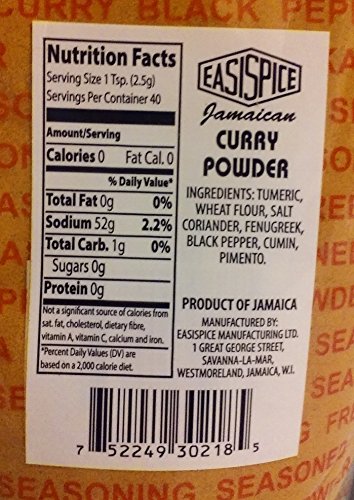 CURRY BLACK PEP
Nutrition Facts
Serving Size 1 Tsp. (2.5g)
Servings Per Container 40
Amount/Serving
Calories 0 Fat Cal. 0
% Daily Value*
Total Fat 0g 0%
Sodium 52g 2.2%
Total Carb. 1g 0%
Sugars 0g
Protein 0g
Not a significant source of calories from
sat. fat, cholesterol, dietary fibre,
vitamin A, vitamin C, calcium and iron.
*Percent Daily Values (DV) are
based on a 2,000 calorie diet.
EASISPICE
Jamaican
CURRY
POWDER
INGREDIENTS: TUMERIC,
WHEAT FLOUR, SALT
CORIANDER, FENUGREEK,
BLACK PEPPER, CUMIN,
PIMENTO.
PRODUCT OF JAMAICA
MANUFACTURED BY:
EASISPICE MANUFACTURING LTD.
1 GREAT GEORGE STREET,
SAVANNA-LA-MAR,
WESTMORELAND, JAMAICA, W.I.
7 52249 30218 5
SEASONING SEASONED